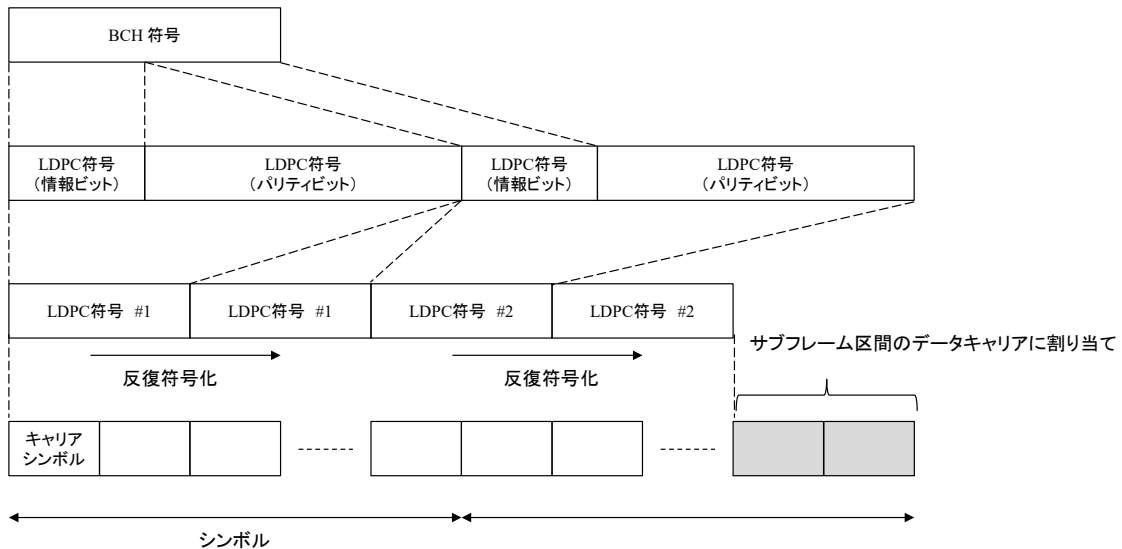 BCH 符号
LDPC符号
（情報ビット）
LDPC符号
（パリティビット）
LDPC符号
（情報ビット）
LDPC符号
（パリティビット）
LDPC符号 #1
LDPC符号 #1
LDPC符号 #2
LDPC符号 #2
反復符号化
反復符号化
サブフレーム区間のデータキャリアに割り当て
キャリア
シンボル
シンボル